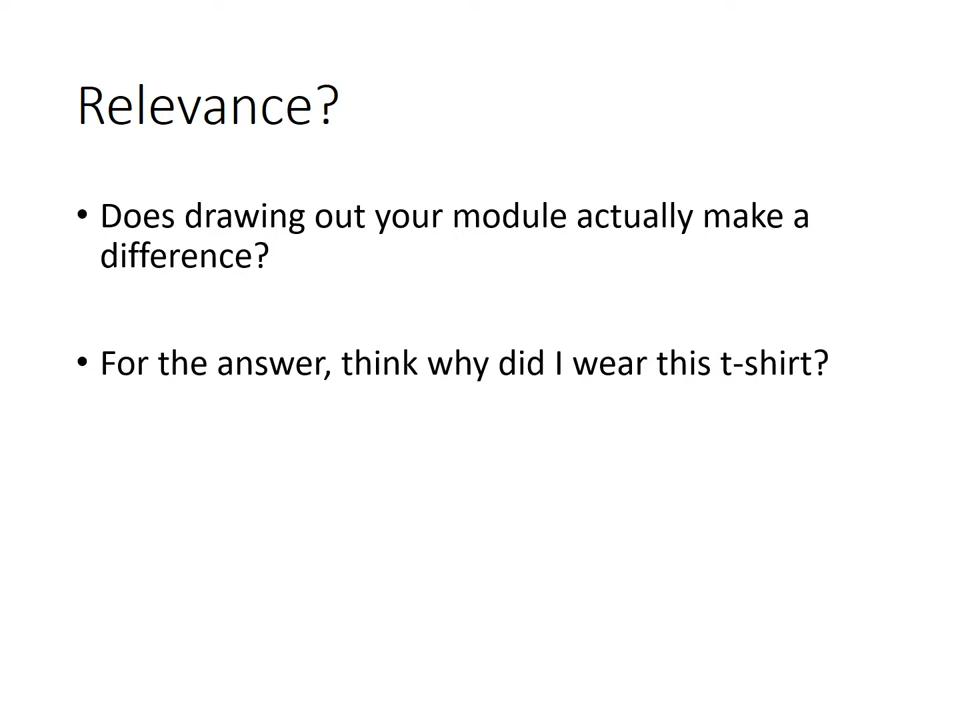 Relevance?
• Does drawing out your module actually make a
difference?
• For the answer, think why did I wear this t-shirt?